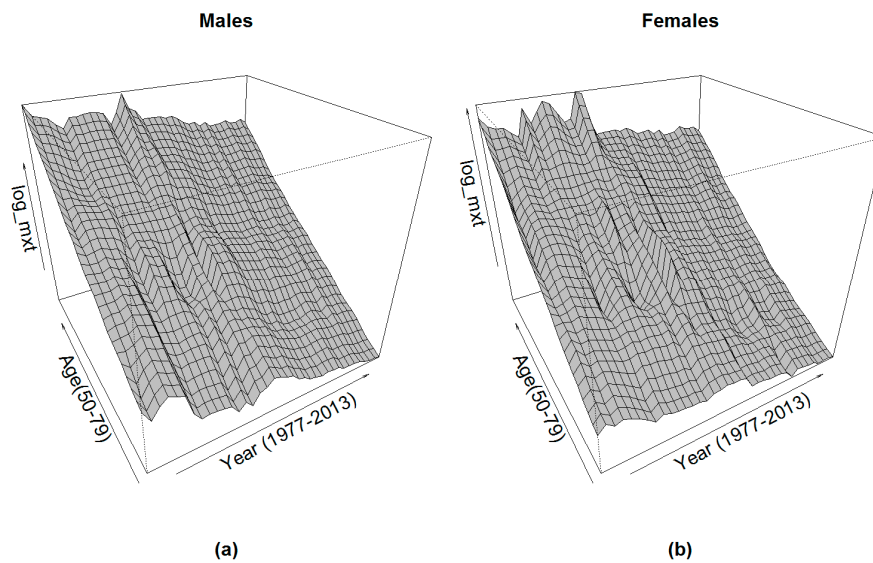 Males
Females
log_mxt
Age(50-79)
Year (1977-2013)
log_mxt
Age(50-79)
Year (1977-2013)
(a)
(b)